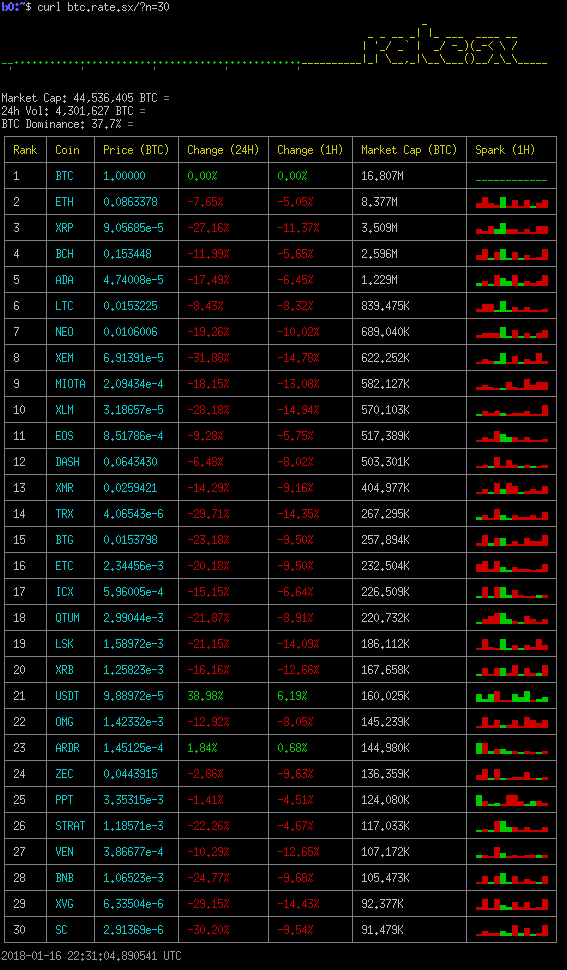 b0:~$ curl btc.rate.sx/?n=30
rate.sx
Market Cap: 44,536,405 BTC =
24h Vol: 4,301,627 BTC =
BTC Dominance: 37.7% =
Rank Coin Price (BTC) Change (24H) Change (1H) Market Cap (BTC) Spark (1H)
1 BTC 1.00000 0.00% 0.00% 16.807M
2 ETH 0.0863378 -7.65% -5.05% 8.377M
3 XRP 9.05685e-5 -27.16% -11.37% 3.509M
4 BCH 0.153448 -11.99% -5.65% 2.596M
5 ADA 4.74008e-5 -17.49% -6.45% 1.229M
6 LTC 0.0153225 -8.43% -8.32% 839.475K
7 NEO 0.0106006 -19.26% -10.02% 689.040K
8 XEM 6.91391e-5 -31.88% -14.78% 622.252K
9 MIOTA 2.09434e-4 -18.15% -13.08% 582.127K
10 XLM 3.18657e-5 -28.18% -14.94% 570.103K
11 EOS 8.51786e-4 -9.28% -5.75% 517.389K
12 DASH 0.0643430 -6.48% -8.02% 503.301K
13 XMR 0.0259421 -14.29% -9.16% 404.977K
14 TRX 4.06543e-6 -29.71% -14.35% 267.295K
15 BTG 0.0153798 -23.18% -9.50% 257.894K
16 ETC 2.34456e-3 -20.18% -9.50% 232.504K
17 ICX 5.96005e-4 -15.15% -6.64% 226.509K
18 QTUM 2.99044e-3 -21.87% -8.91% 220.732K
19 LSK 1.58972e-3 -21.15% -14.08% 186.112K
20 XRB 1.25823e-3 -16.16% -12.66% 167.658K
21 USDT 9.88972e-5 38.98% 6.19% 160.025K
22 OMG 1.42332e-3 -12.92% -8.05% 145.239K
23 ARDR 1.45125e-4 1.84% 0.68% 144.980K
24 ZEC 0.0443915 -2.86% -9.63% 136.359K
25 PPT 3.35315e-3 -1.41% -4.51% 124.080K
26 STRAT 1.18571e-3 -22.26% -4.67% 117.033K
27 VEN 3.86677e-4 -10.29% -12.65% 107.172K
28 BNB 1.06523e-3 -24.77% -9.68% 105.473K
29 XVG 6.33504e-6 -29.15% -14.43% 92.377K
30 SC 2.91369e-6 -30.20% -9.54% 91.479K
2018-01-16 22:31:04.890541 UTC